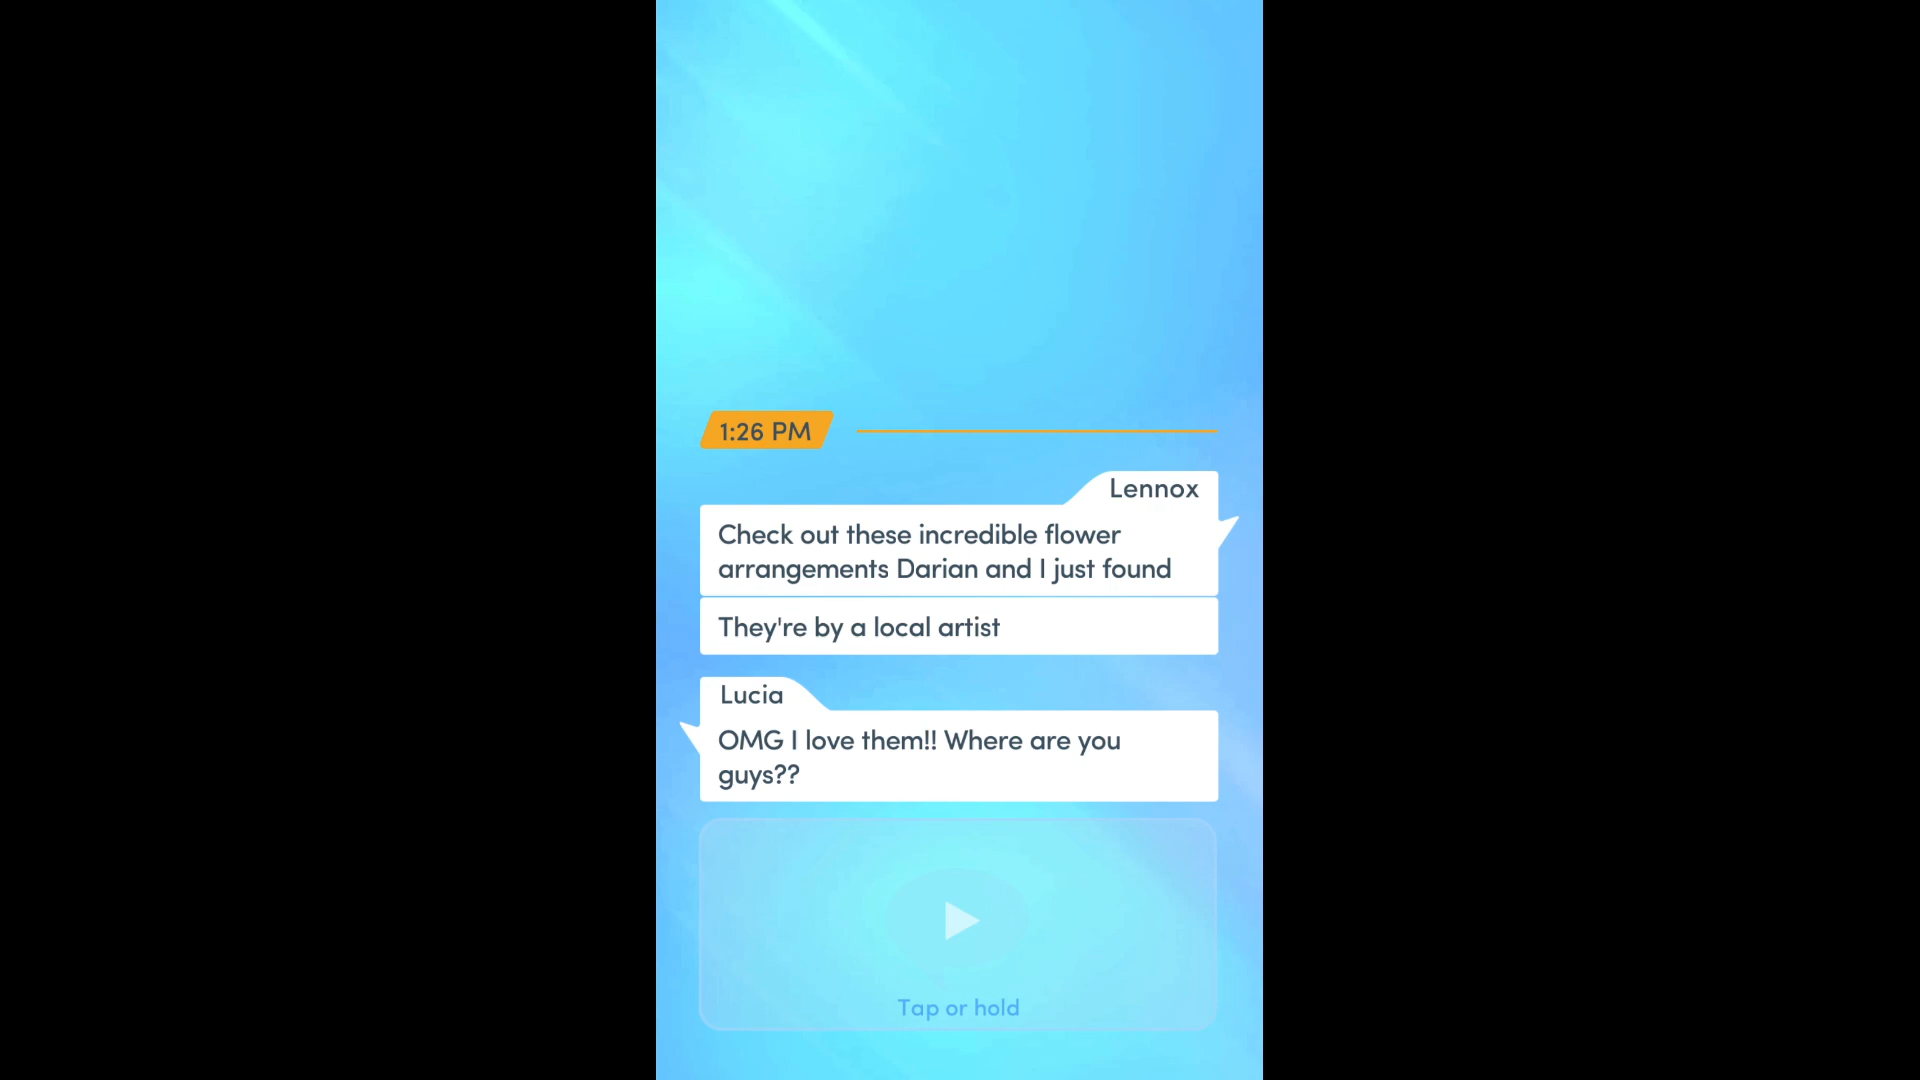 1:26 PM
Lennox
Check out these incredible flower
arrangements Darian and I just found
They're by a local artist
Lucia
OMG I love them!! Where are you
guys??
Tap or hold